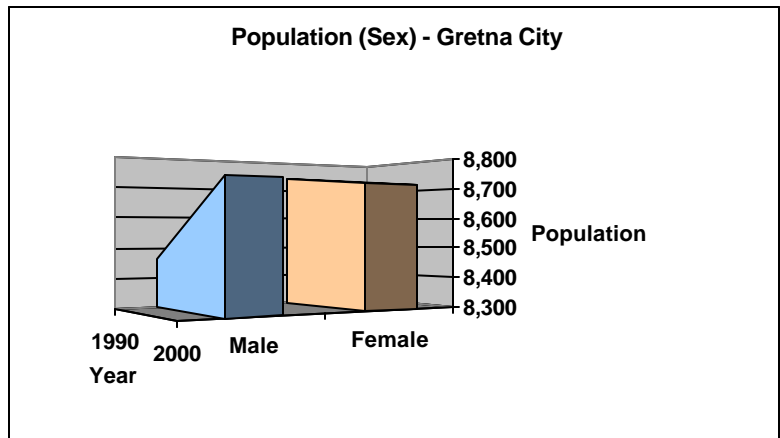 Population (Sex) - Gretna City
8,800
8,700
8,600
8,500
8,400
8,300
Population
1990
2000
Year
Male
Female